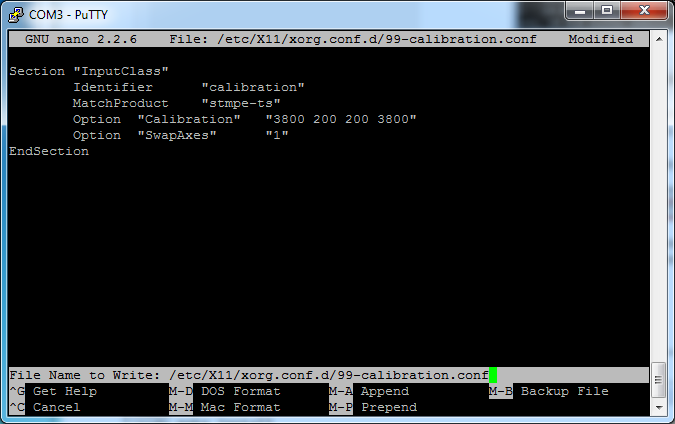 COM3 - PuTTY
GNU nano 2.2.6    File: /etc/X11/xorg.conf.d/99-calibration.conf    Modified
Section "InputClass"
        Identifier      "calibration"
        MatchProduct    "stmpe-ts"
        Option  "Calibration"   "3800 200 200 3800"
        Option  "SwapAxes"      "1"
EndSection
File Name to Write: /etc/X11/xorg.conf.d/99-calibration.conf
^G Get Help         M-D DOS Format      M-A Append          M-B Backup File
^C Cancel           M-M Mac Format      M-P Prepend